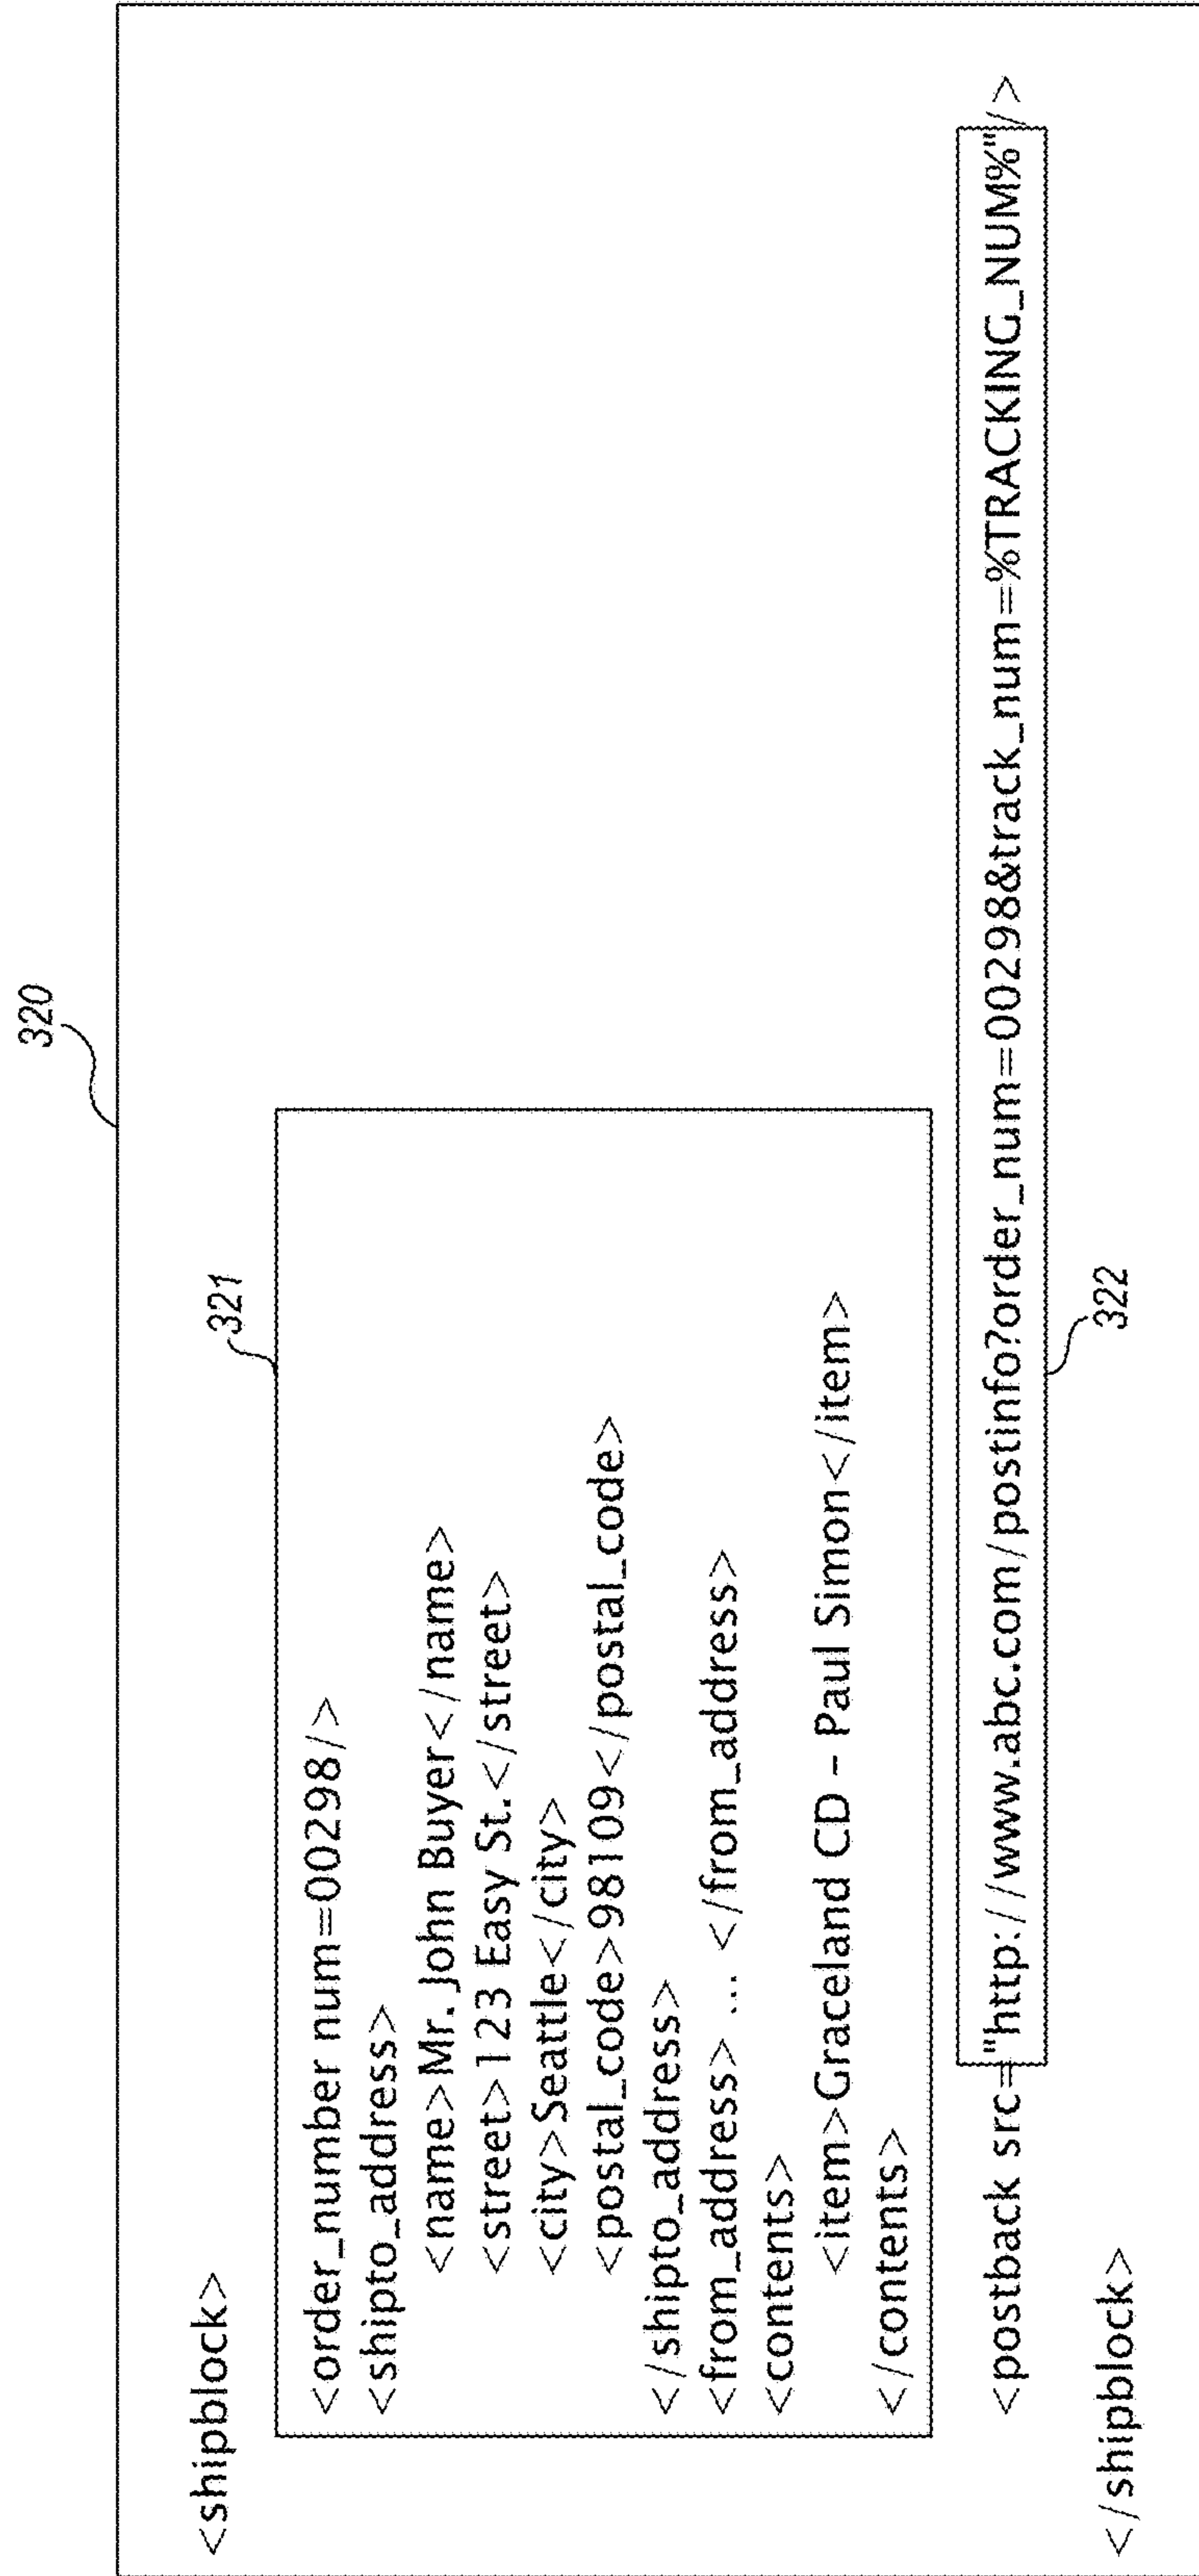 320
<shipblock>
321
<order_number num=00298/>
<shipto_address>
<name>Mr. John Buyer</name>
<street>123 Easy St.</street>
<city>Seattle</city>
<postal_code>98109</postal_code>
</shipto_address>
<from_address> ... </from_address>
<contents>
<item>Graceland CD – Paul Simon</item>
</contents>
<postback src="http://www.abc.com/postinfo?order_num=00298&track_num=%TRACKING_NUM%"/>
322
</shipblock>